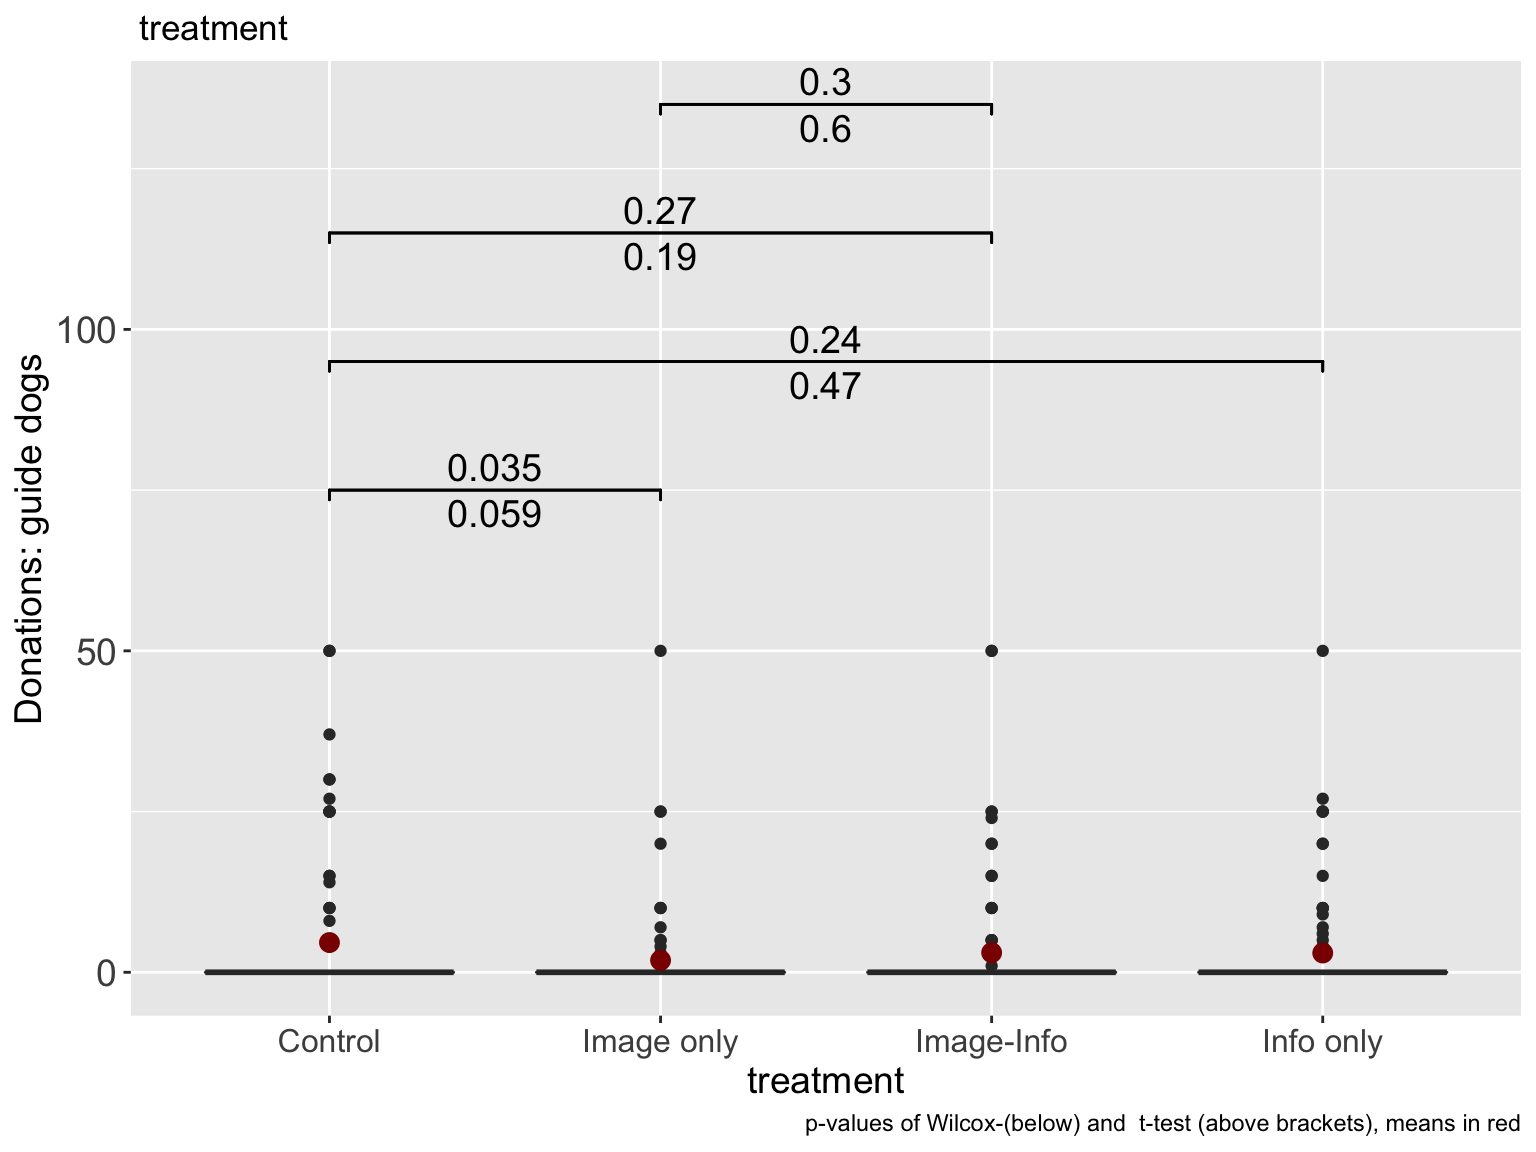 treatment
0.3
0.6
0.27
0.19
100
0.24
0.47
0.035
0.059
Donations: guide dogs
50
0
Control Image only Image-Info Info only
treatment
p-values of Wilcox-(below) and  t-test (above brackets), means in red